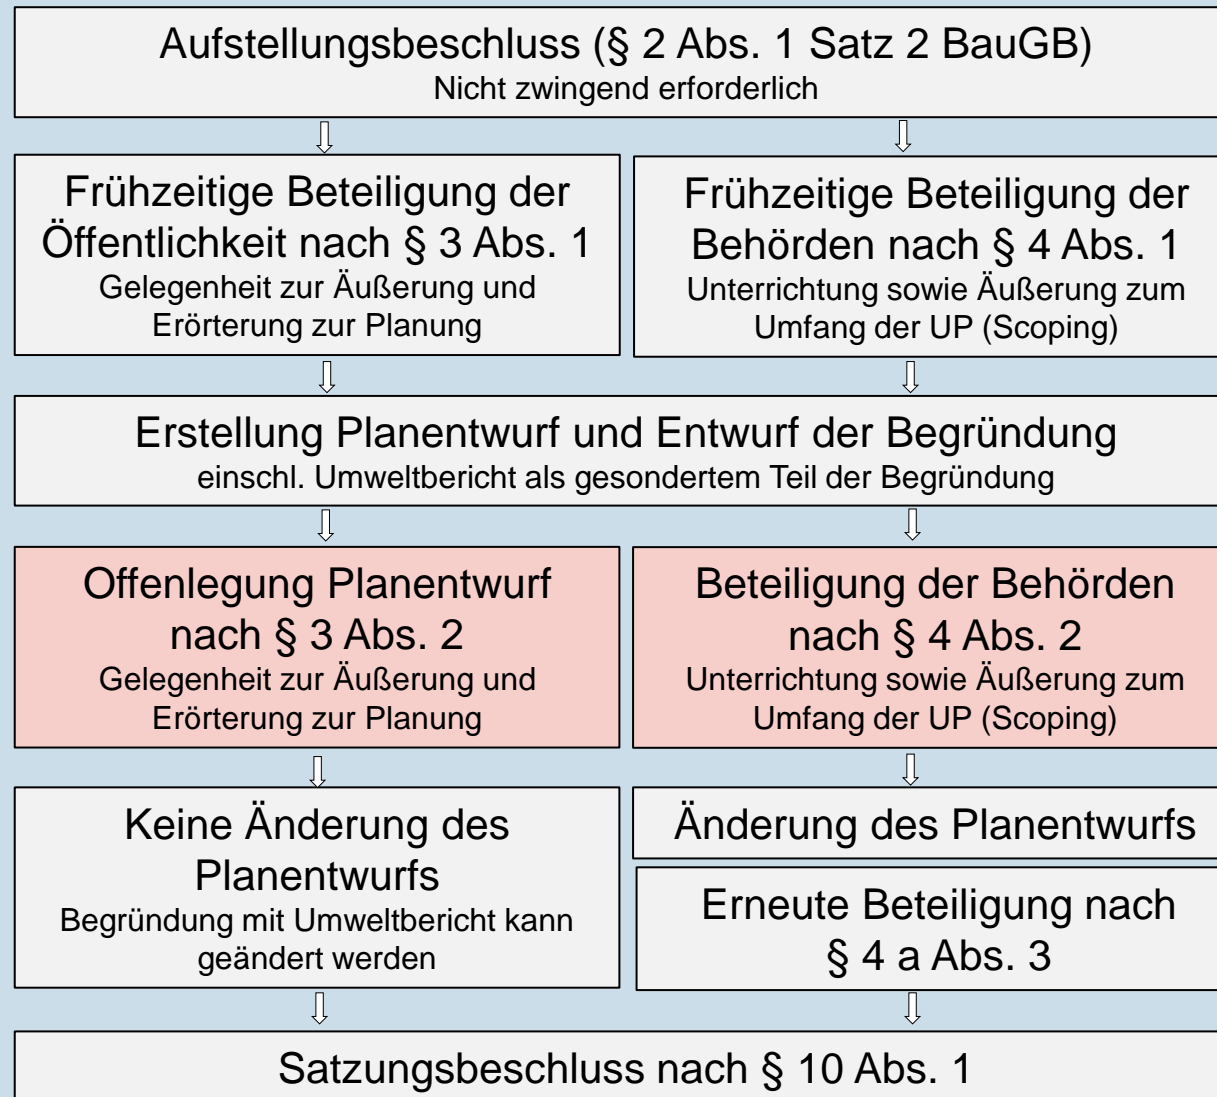 Aufstellungsbeschluss (§ 2 Abs. 1 Satz 2 BauGB)
Nicht zwingend erforderlich
Frühzeitige Beteiligung der
Öffentlichkeit nach § 3 Abs. 1
Gelegenheit zur Äußerung und
Erörterung zur Planung
Frühzeitige Beteiligung der
Behörden nach § 4 Abs. 1
Unterrichtung sowie Äußerung zum
Umfang der UP (Scoping)
Erstellung Planentwurf und Entwurf der Begründung
einschl. Umweltbericht als gesondertem Teil der Begründung
Offenlegung Planentwurf
nach § 3 Abs. 2
Gelegenheit zur Äußerung und
Erörterung zur Planung
Beteiligung der Behörden
nach § 4 Abs. 2
Unterrichtung sowie Äußerung zum
Umfang der UP (Scoping)
Keine Änderung des
Planentwurfs
Begründung mit Umweltbericht kann
geändert werden
Änderung des Planentwurfs
Erneute Beteiligung nach
§ 4 a Abs. 3
Satzungsbeschluss nach § 10 Abs. 1